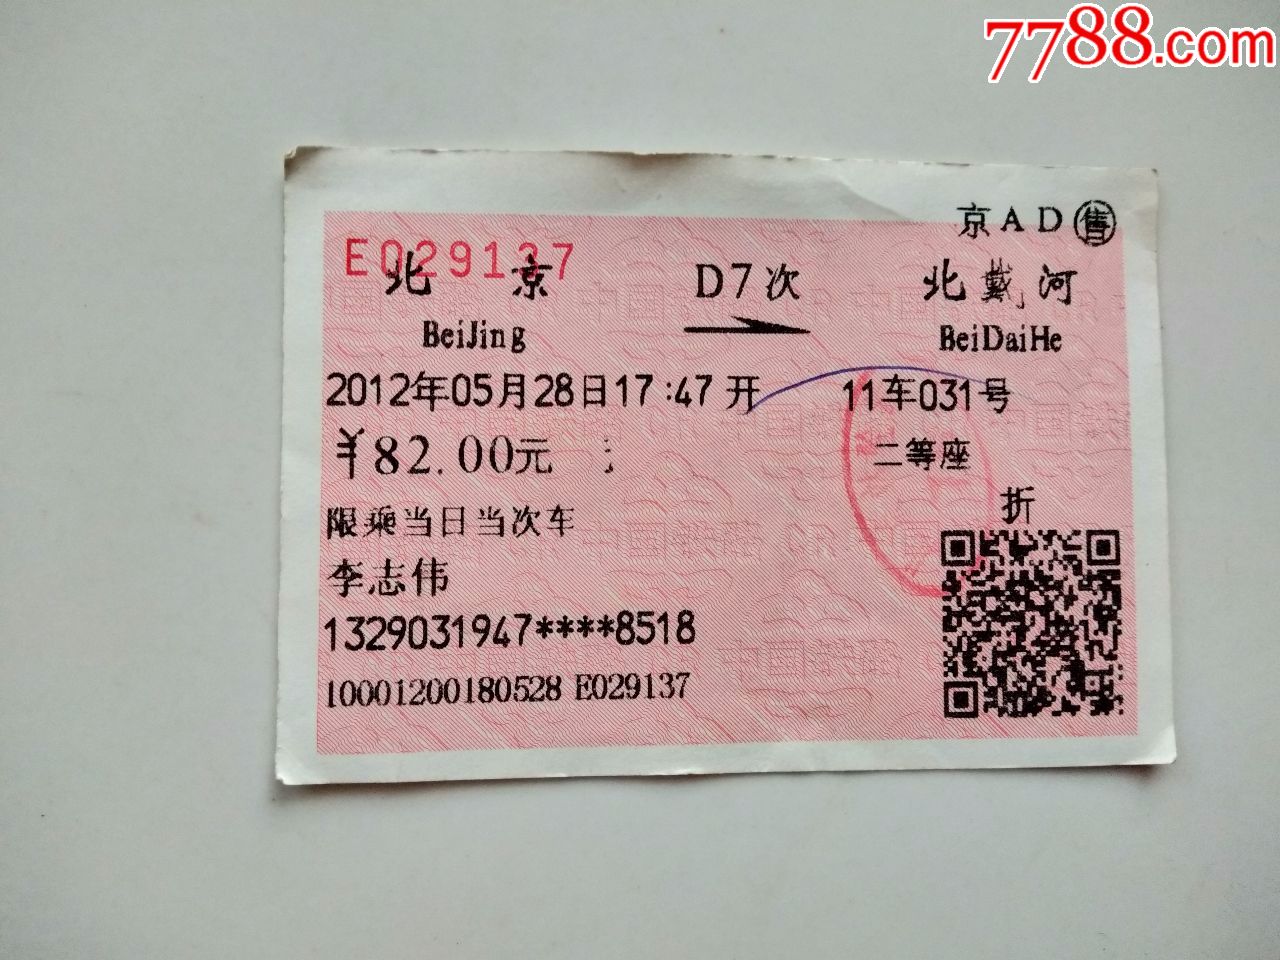 7788.com
京AD售
E029137
北京 D7次 北戴河
BeiJing BeiDaiHe
2012年05月28日17:47开 11车031号
¥82.00元 二等座
折
限乘当日当次车
李志伟
1329031947****8518
10001200180528 E029137